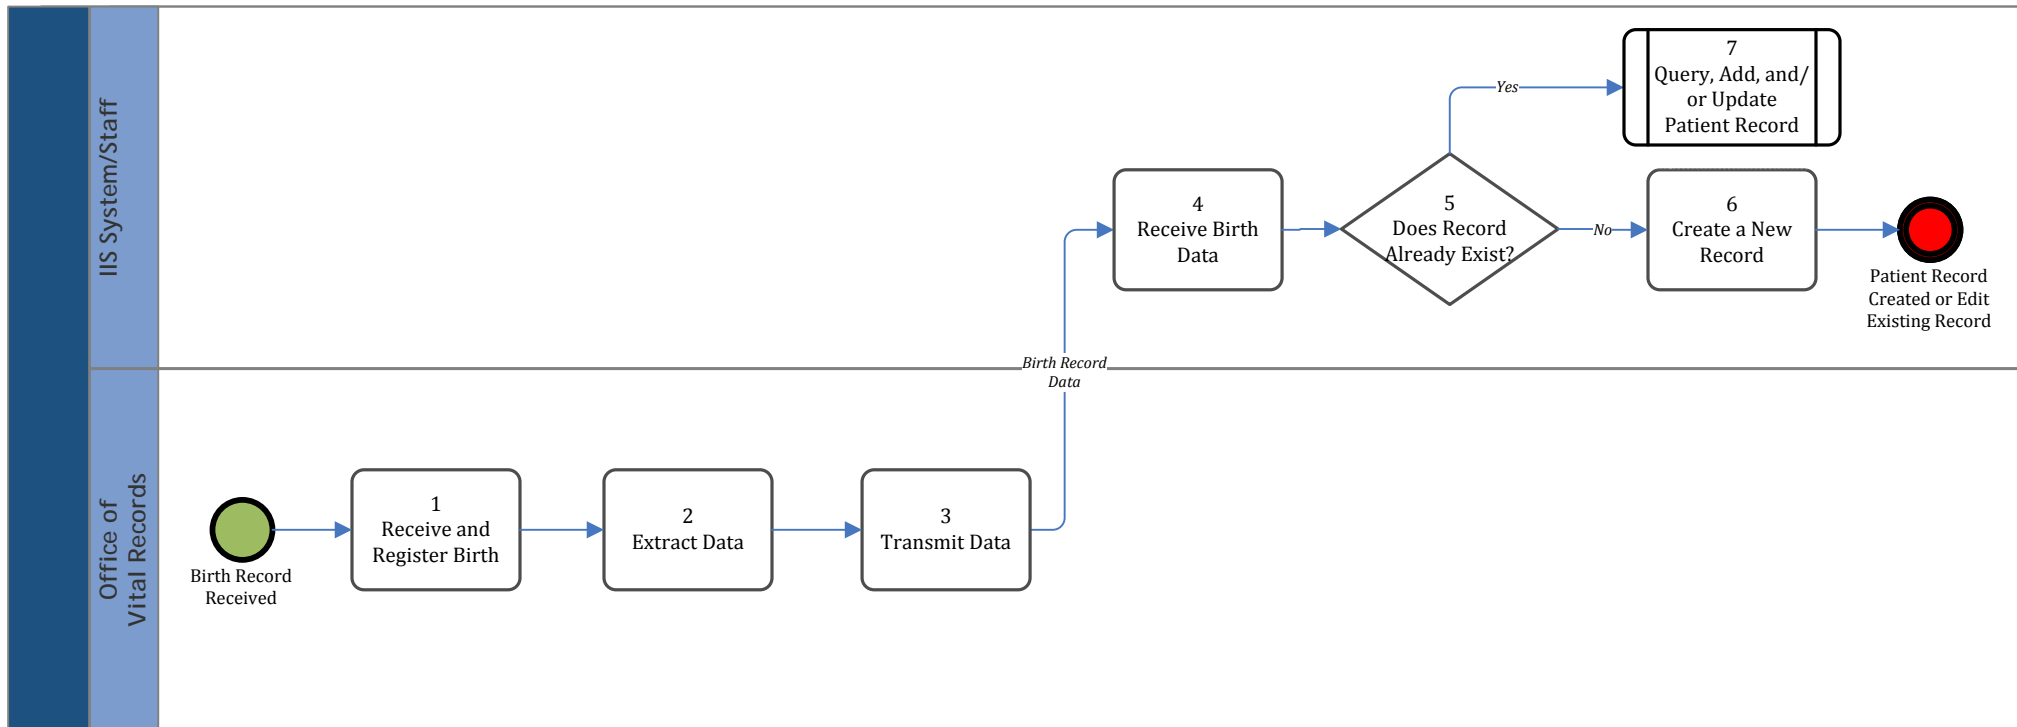 IIS System/Staff
7
Query, Add, and/
or Update
Patient Record
Yes
4
Receive Birth
Data
5
Does Record
Already Exist?
No
6
Create a New
Record
Patient Record
Created or Edit
Existing Record
Birth Record
Data
Office of
Vital Records
Birth Record
Received
1
Receive and
Register Birth
2
Extract Data
3
Transmit Data